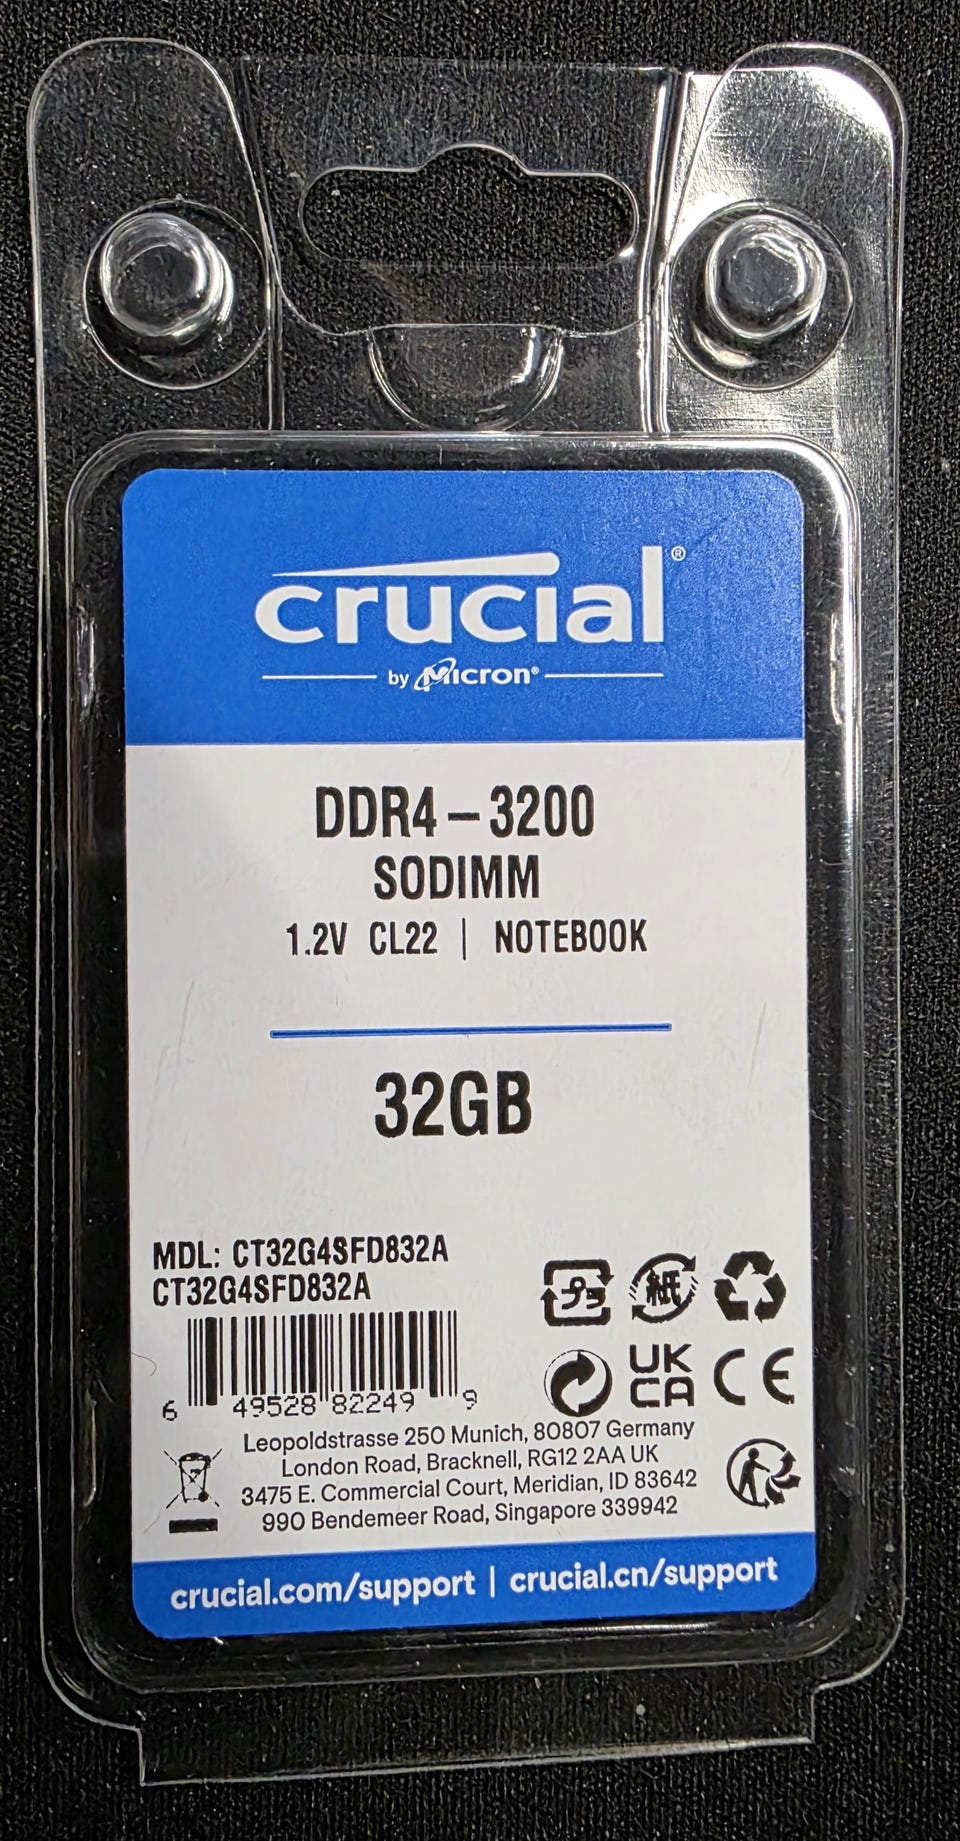 crucial®
by Micron®
DDR4 – 3200
SODIMM
1.2V CL22 | NOTEBOOK
32GB
MDL: CT32G4SFD832A
CT32G4SFD832A
プラ
紙
UK
CA
CE
6 49528 82249 9
Leopoldstrasse 250 Munich, 80807 Germany
London Road, Bracknell, RG12 2AA UK
3475 E. Commercial Court, Meridian, ID 83642
990 Bendemeer Road, Singapore 339942
crucial.com/support | crucial.cn/support